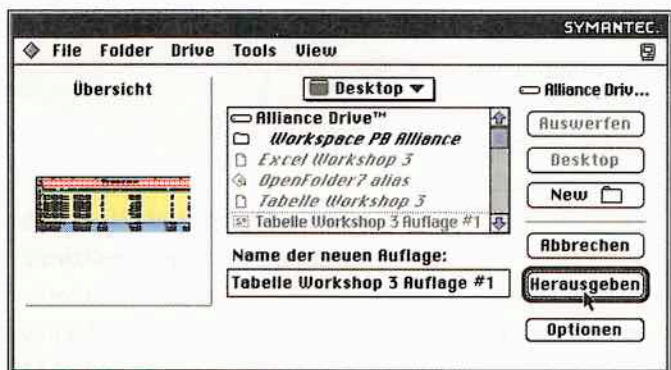 SYMANTEC.
File Folder Drive Tools View
Übersicht
Desktop
Alliance Driv...
Alliance Drive™
Workspace PB Alliance
Excel Workshop 3
OpenFolder7 alias
Tabelle Workshop 3
Tabelle Workshop 3 Auflage #1
Auswerfen
Desktop
New
Name der neuen Auflage:
Tabelle Workshop 3 Auflage #1
Abbrechen
Herausgeben
Optionen